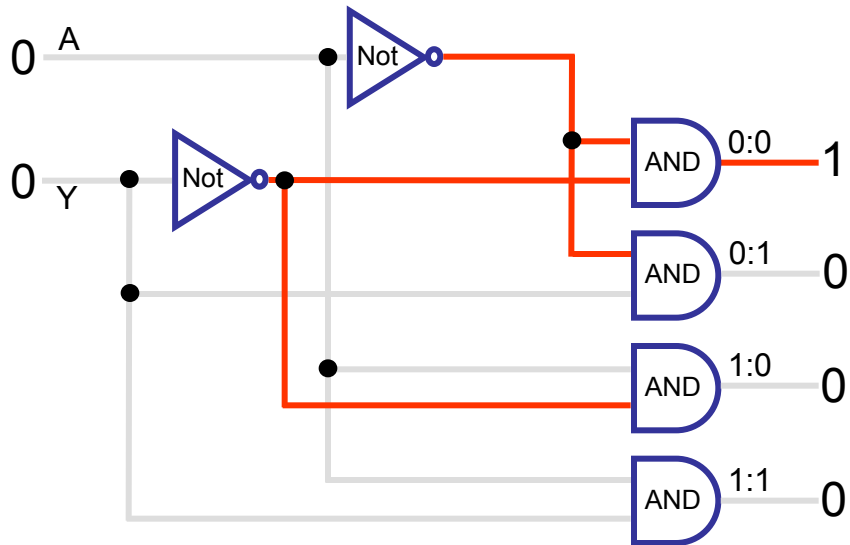 0 A Not
0 Y Not
AND 0:0 1
AND 0:1 0
AND 1:0 0
AND 1:1 0